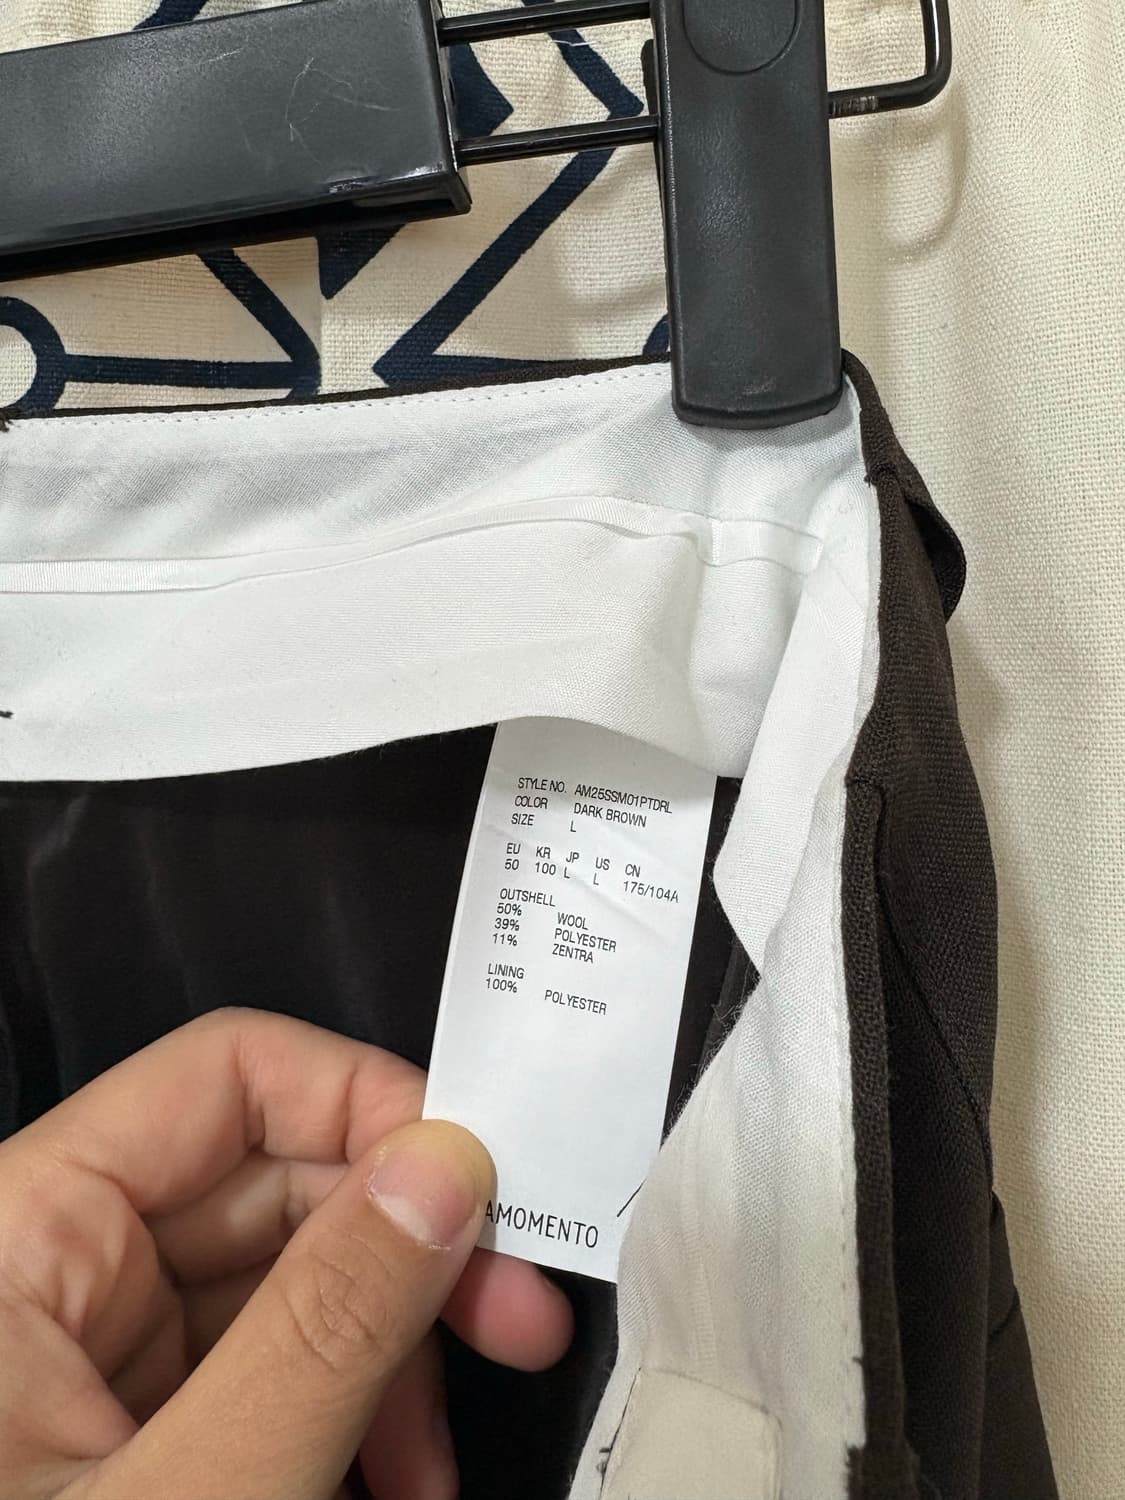 STYLE NO. AM25SSM01PTDRL
COLOR DARK BROWN
SIZE L
EU KR JP US CN
50 100 L L 175/104A
OUTSHELL
50% WOOL
39% POLYESTER
11% ZENTRA
LINING
100% POLYESTER
AMOMENTO